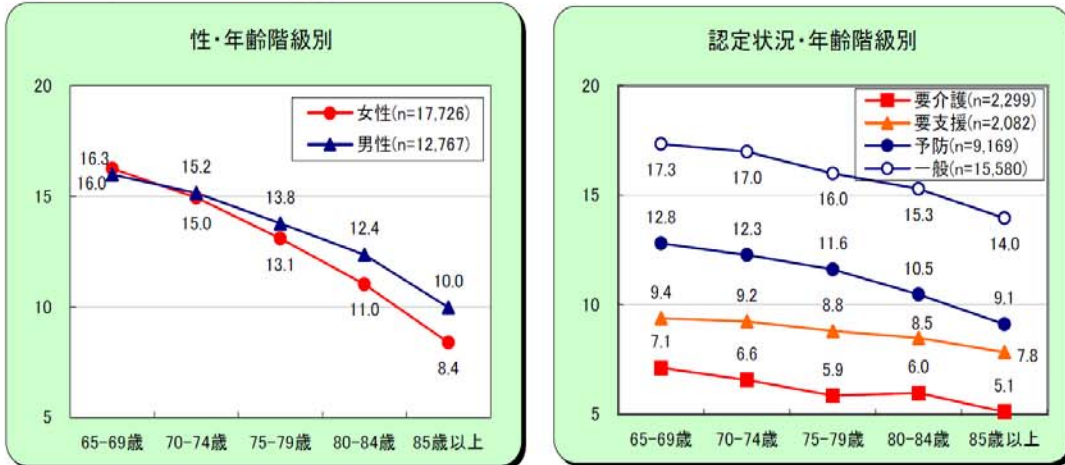 性・年齢階級別
20
15
10
5
女性(n=17,726)
男性(n=12,767)
16.3
16.0
15.2
15.0
13.8
13.1
12.4
11.0
10.0
8.4
65-69歳 70-74歳 75-79歳 80-84歳 85歳以上
認定状況・年齢階級別
20
15
10
5
要介護(n=2,299)
要支援(n=2,082)
予防(n=9,169)
一般(n=15,580)
17.3 17.0 16.0 15.3 14.0
12.8 12.3 11.6 10.5 9.1
9.4 9.2 8.8 8.5 7.8
7.1 6.6 5.9 6.0 5.1
65-69歳 70-74歳 75-79歳 80-84歳 85歳以上